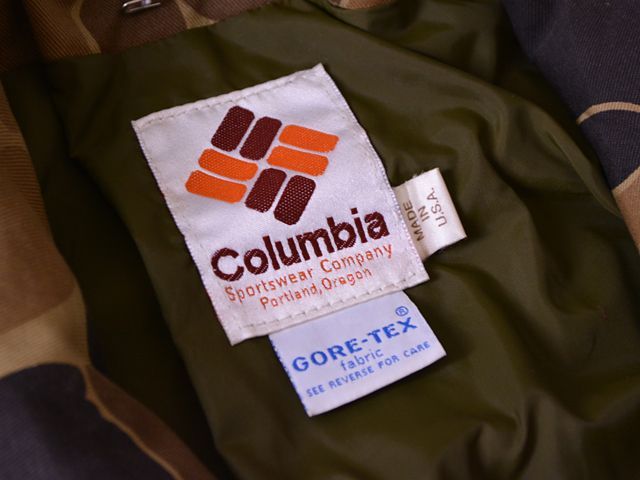 Columbia
Sportswear Company
Portland, Oregon
MADE
IN
U.S.A.
GORE-TEX®
fabric
SEE REVERSE FOR CARE